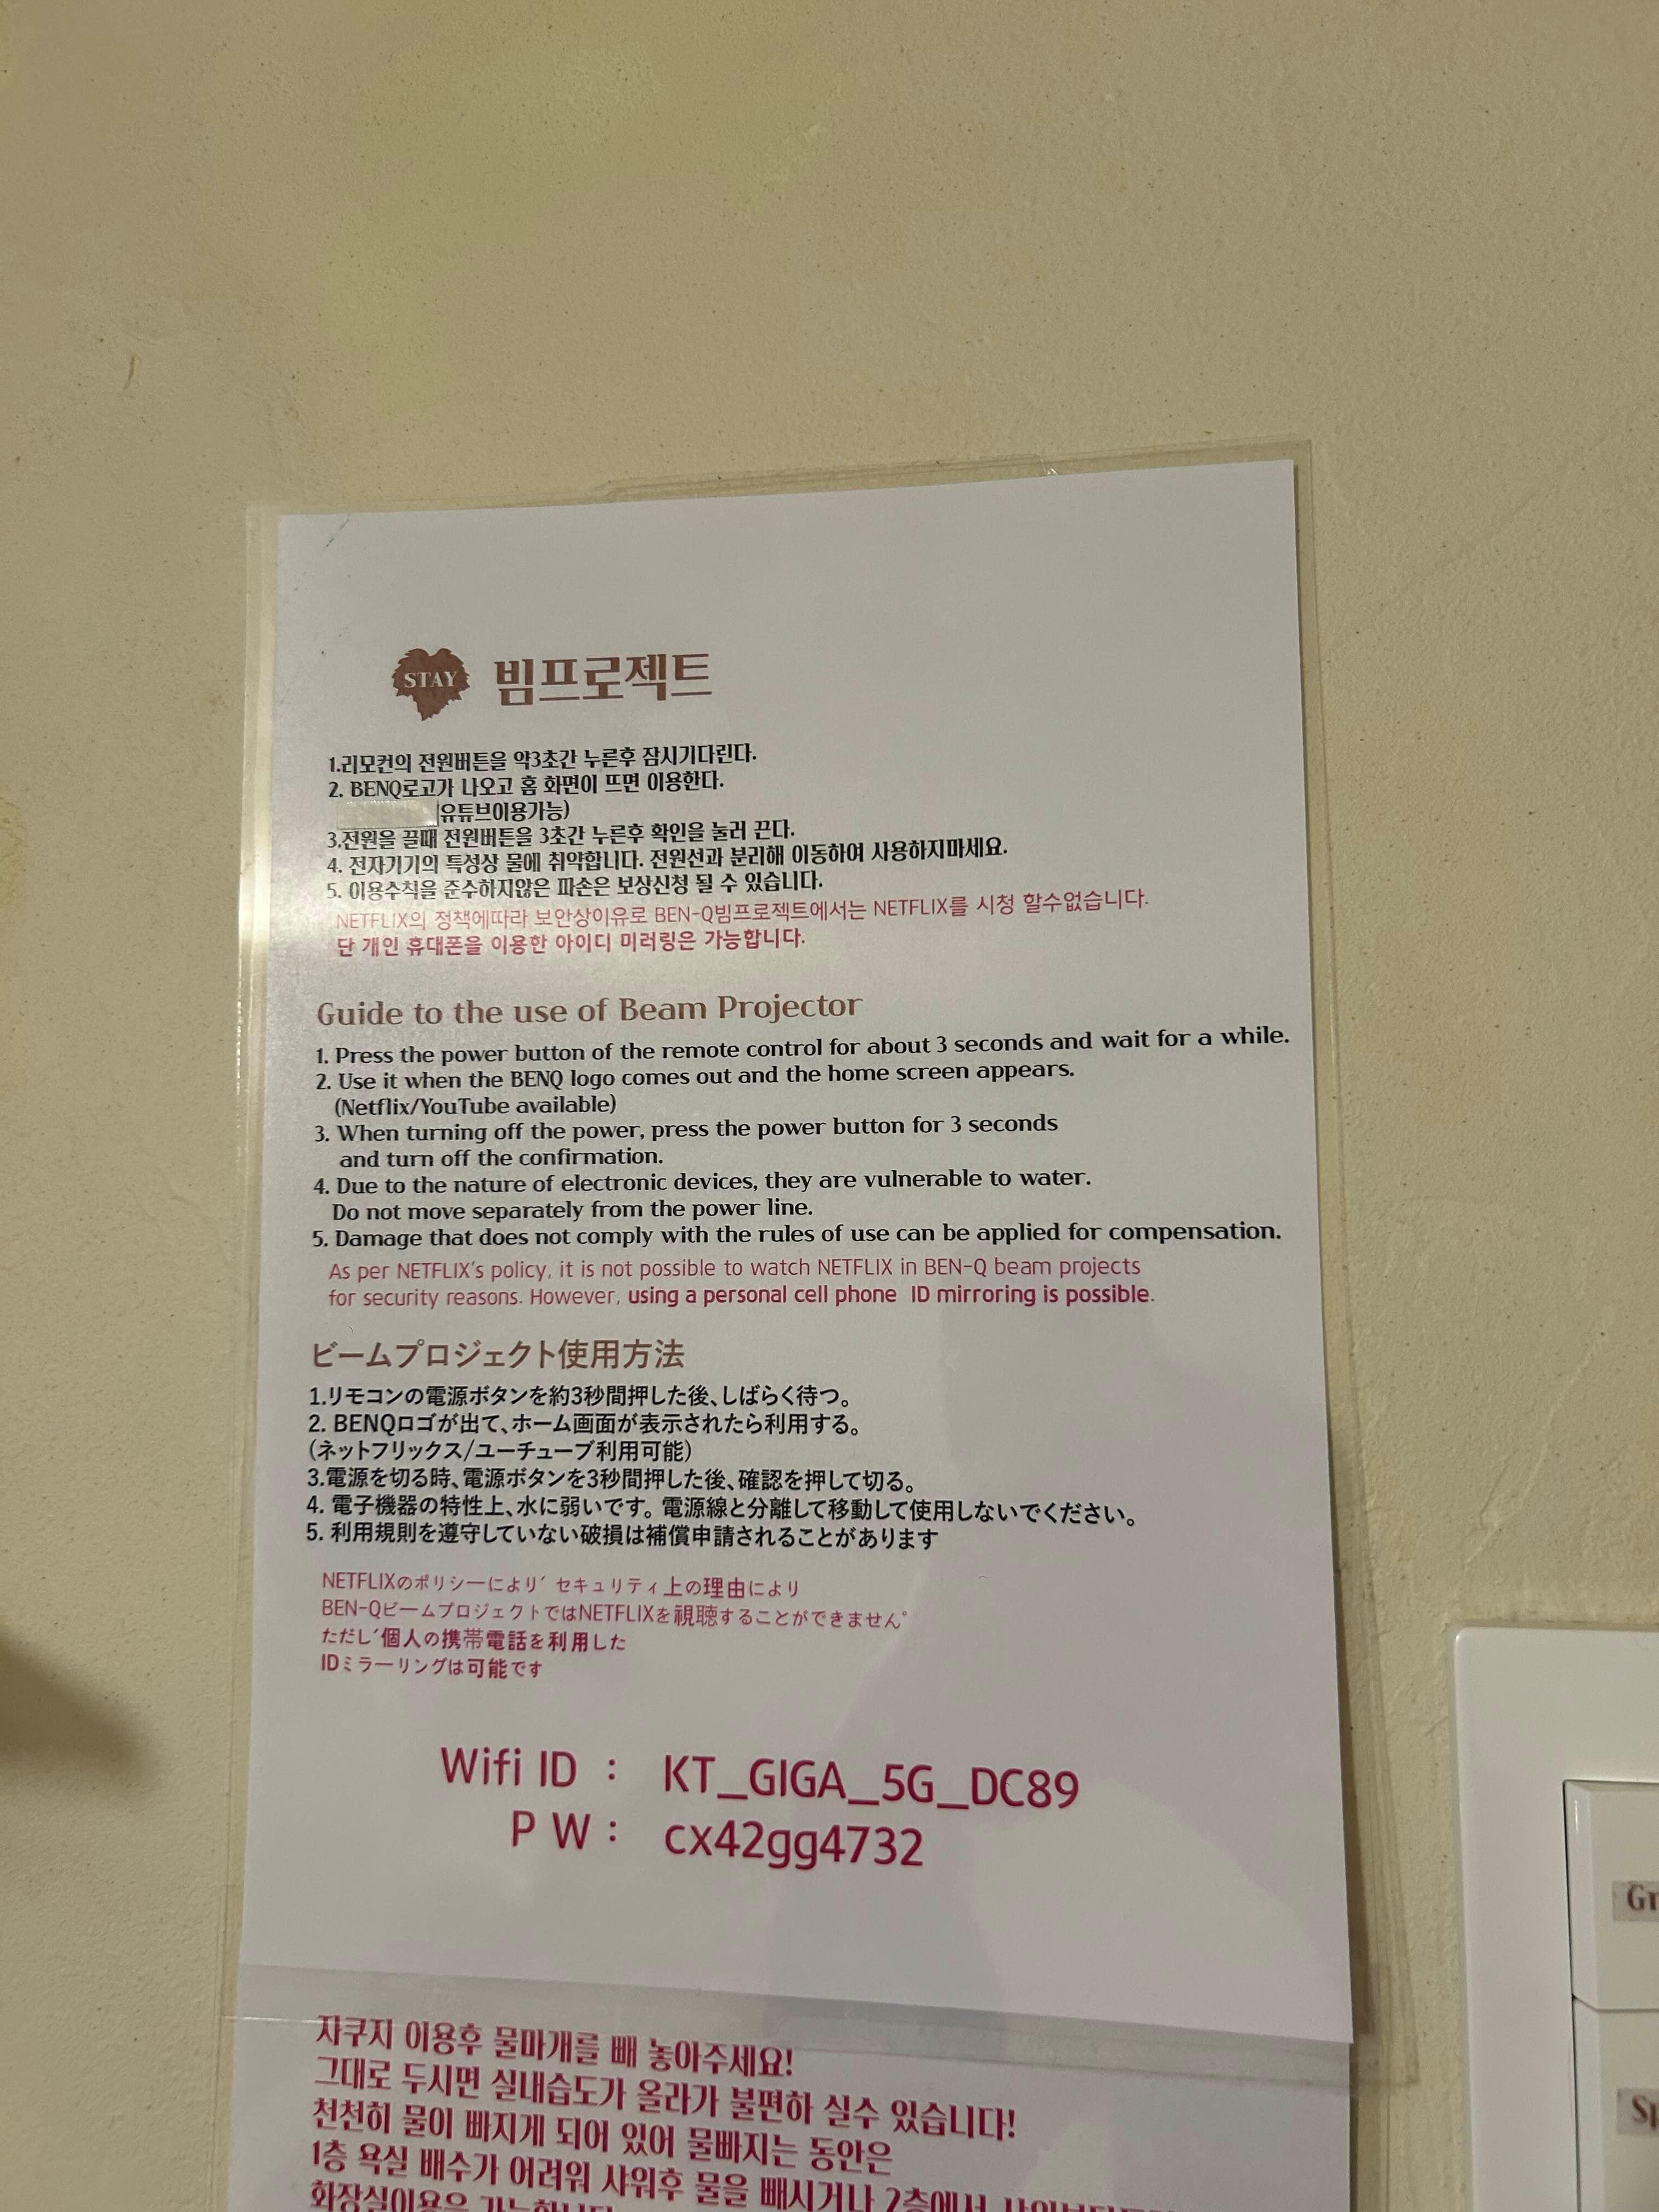 STAY 빔프로젝트
1.리모컨의 전원버튼을 약3초간 누른후 잠시기다린다.
2. BENQ로고가 나오고 홈 화면이 뜨면 이용한다.
유튜브이용가능)
3.전원을 끌때 전원버튼을 3초간 누른후 확인을 눌러 끈다.
4. 전자기기의 특성상 물에 취약합니다. 전원선과 분리해 이동하여 사용하지마세요.
5. 이용수칙을 준수하지않은 파손은 보상신청 될 수 있습니다.
NETFLIX의 정책에따라 보안상이유로 BEN-Q빔프로젝트에서는 NETFLIX를 시청 할수없습니다.
단 개인 휴대폰을 이용한 아이디 미러링은 가능합니다.
Guide to the use of Beam Projector
1. Press the power button of the remote control for about 3 seconds and wait for a while.
2. Use it when the BENQ logo comes out and the home screen appears.
(Netflix/YouTube available)
3. When turning off the power, press the power button for 3 seconds
and turn off the confirmation.
4. Due to the nature of electronic devices, they are vulnerable to water.
Do not move separately from the power line.
5. Damage that does not comply with the rules of use can be applied for compensation.
As per NETFLIX's policy, it is not possible to watch NETFLIX in BEN-Q beam projects
for security reasons. However, using a personal cell phone ID mirroring is possible.
ビームプロジェクト使用方法
1.リモコンの電源ボタンを約3秒間押した後、しばらく待つ。
2. BENQロゴが出て、ホーム画面が表示されたら利用する。
(ネットフリックス/ユーチューブ利用可能)
3.電源を切る時、電源ボタンを3秒間押した後、確認を押して切る。
4. 電子機器の特性上、水に弱いです。電源線と分離して移動して使用しないでください。
5. 利用規則を遵守していない破損は補償申請されることがあります
NETFLIXのポリシーにより、セキュリティ上の理由により
BEN-QビームプロジェクトではNETFLIXを視聴することができません。
ただし、個人の携帯電話を利用した
IDミラーリングは可能です
Wifi ID : KT_GIGA_5G_DC89
P W : cx42gg4732
자쿠지 이용후 물마개를 빼 놓아주세요!
그대로 두시면 실내습도가 올라가 불편하 실수 있습니다!
천천히 물이 빠지게 되어 있어 물빠지는 동안은
1층 욕실 배수가 어려워 샤워후 물을 빼시거나 2층에서
화장실이용은